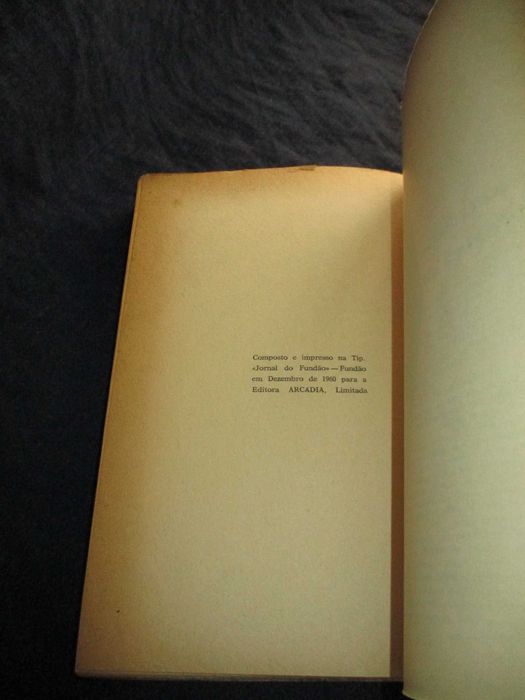 Composto e impresso na Tip.
«Jornal do Fundão» — Fundão
em Dezembro de 1960 para a
Editora ARCADIA, Limitada